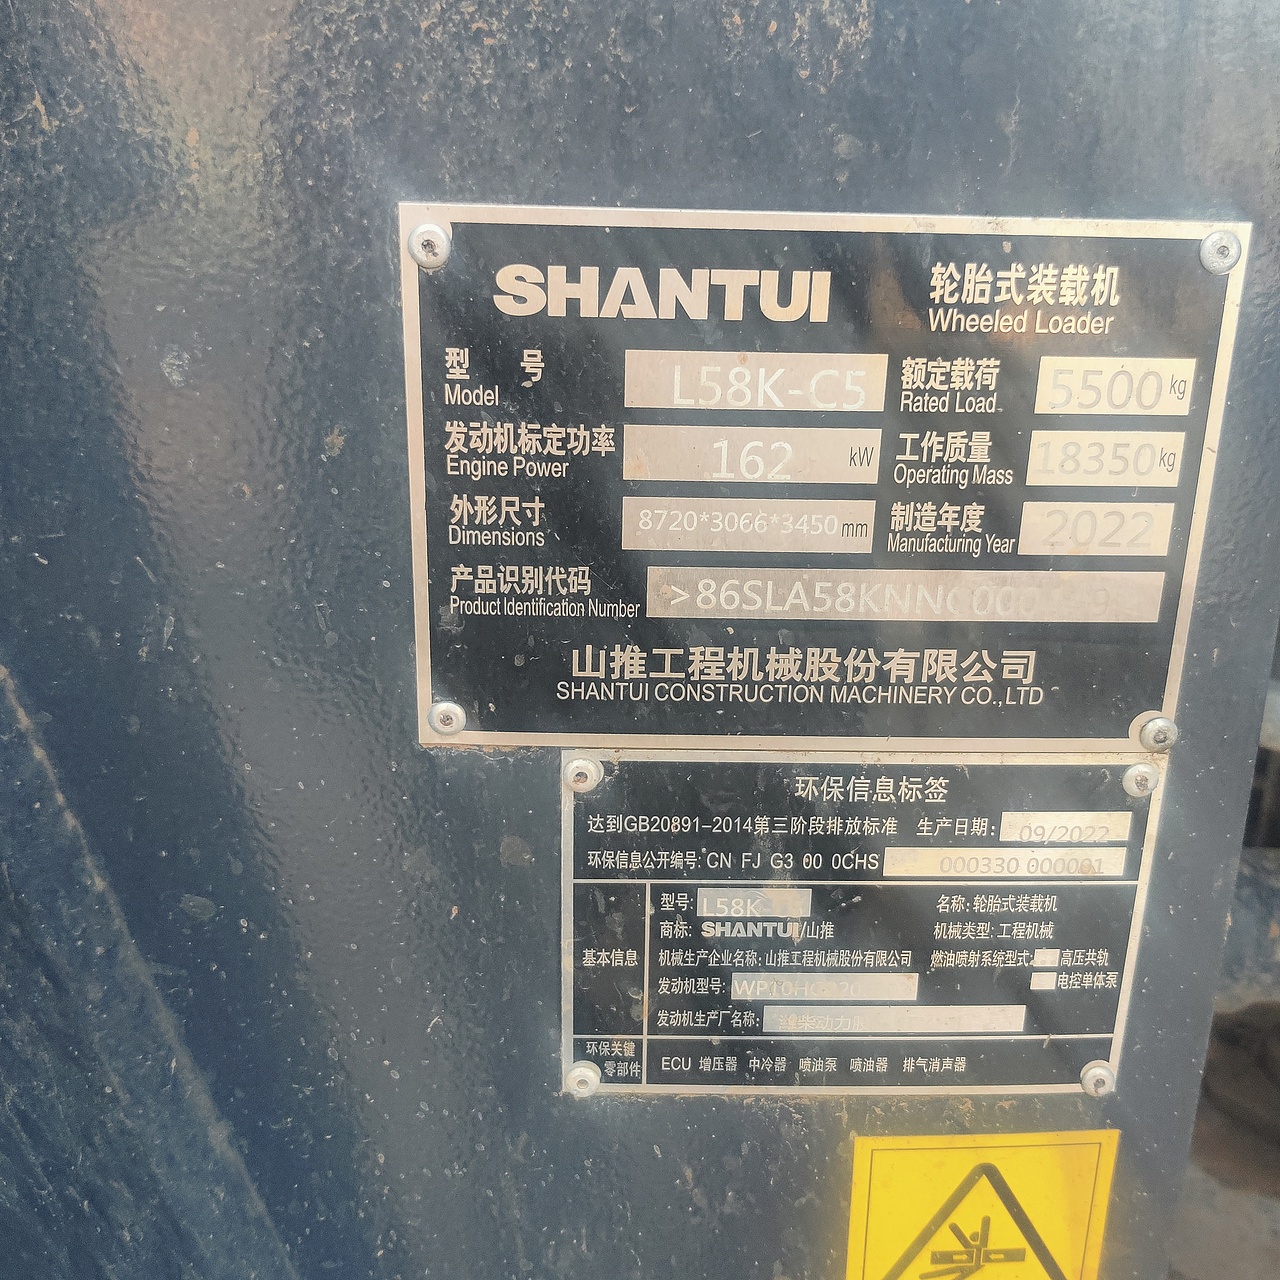 SHANTUI 轮胎式装载机
Wheeled Loader
型 号 L58K-C5 额定载荷 5500 kg
Model Rated Load
发动机标定功率 162 kW 工作质量 18350 kg
Engine Power Operating Mass
外形尺寸 8720*3066*3450 mm 制造年度 2022
Dimensions Manufacturing Year
产品识别代码
Product Identification Number
山推工程机械股份有限公司
SHANTUI CONSTRUCTION MACHINERY CO.,LTD
环保信息标签
达到GB20891-2014第三阶段排放标准 生产日期: 09/2022
环保信息公开编号: CN FJ G3 00 0CHS 000330 000001
基本信息
型号: L58K 名称: 轮胎式装载机
商标: SHANTUI/山推 机械类型: 工程机械
机械生产企业名称: 山推工程机械股份有限公司 燃油喷射系统型式: 高压共轨
发动机型号: 电控单体泵
发动机生产厂名称:
环保关键
零部件
ECU 增压器 中冷器 喷油泵 喷油器 排气消声器